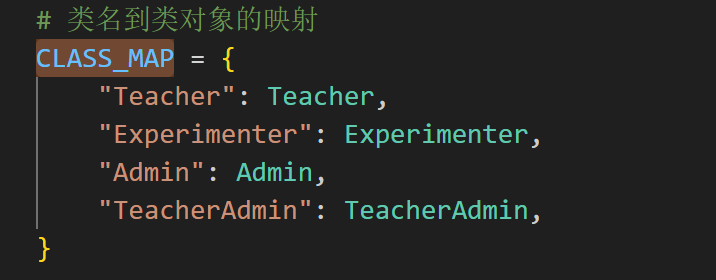 # 类名到类对象的映射
CLASS_MAP = {
    "Teacher": Teacher,
    "Experimenter": Experimenter,
    "Admin": Admin,
    "TeacherAdmin": TeacherAdmin,
}